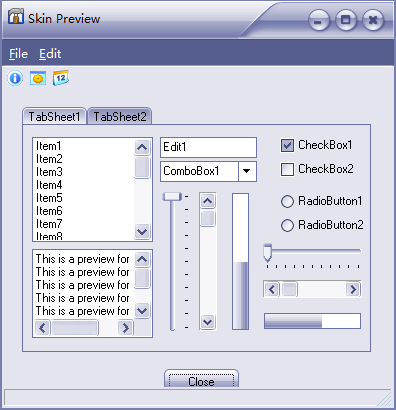 Skin Preview
File Edit
12
TabSheet1 TabSheet2
Item1
Item2
Item3
Item4
Item5
Item6
Item7
Item8
This is a preview for
This is a preview for
This is a preview for
This is a preview for
This is a preview for
Edit1
ComboBox1
CheckBox1
CheckBox2
RadioButton1
RadioButton2
Close